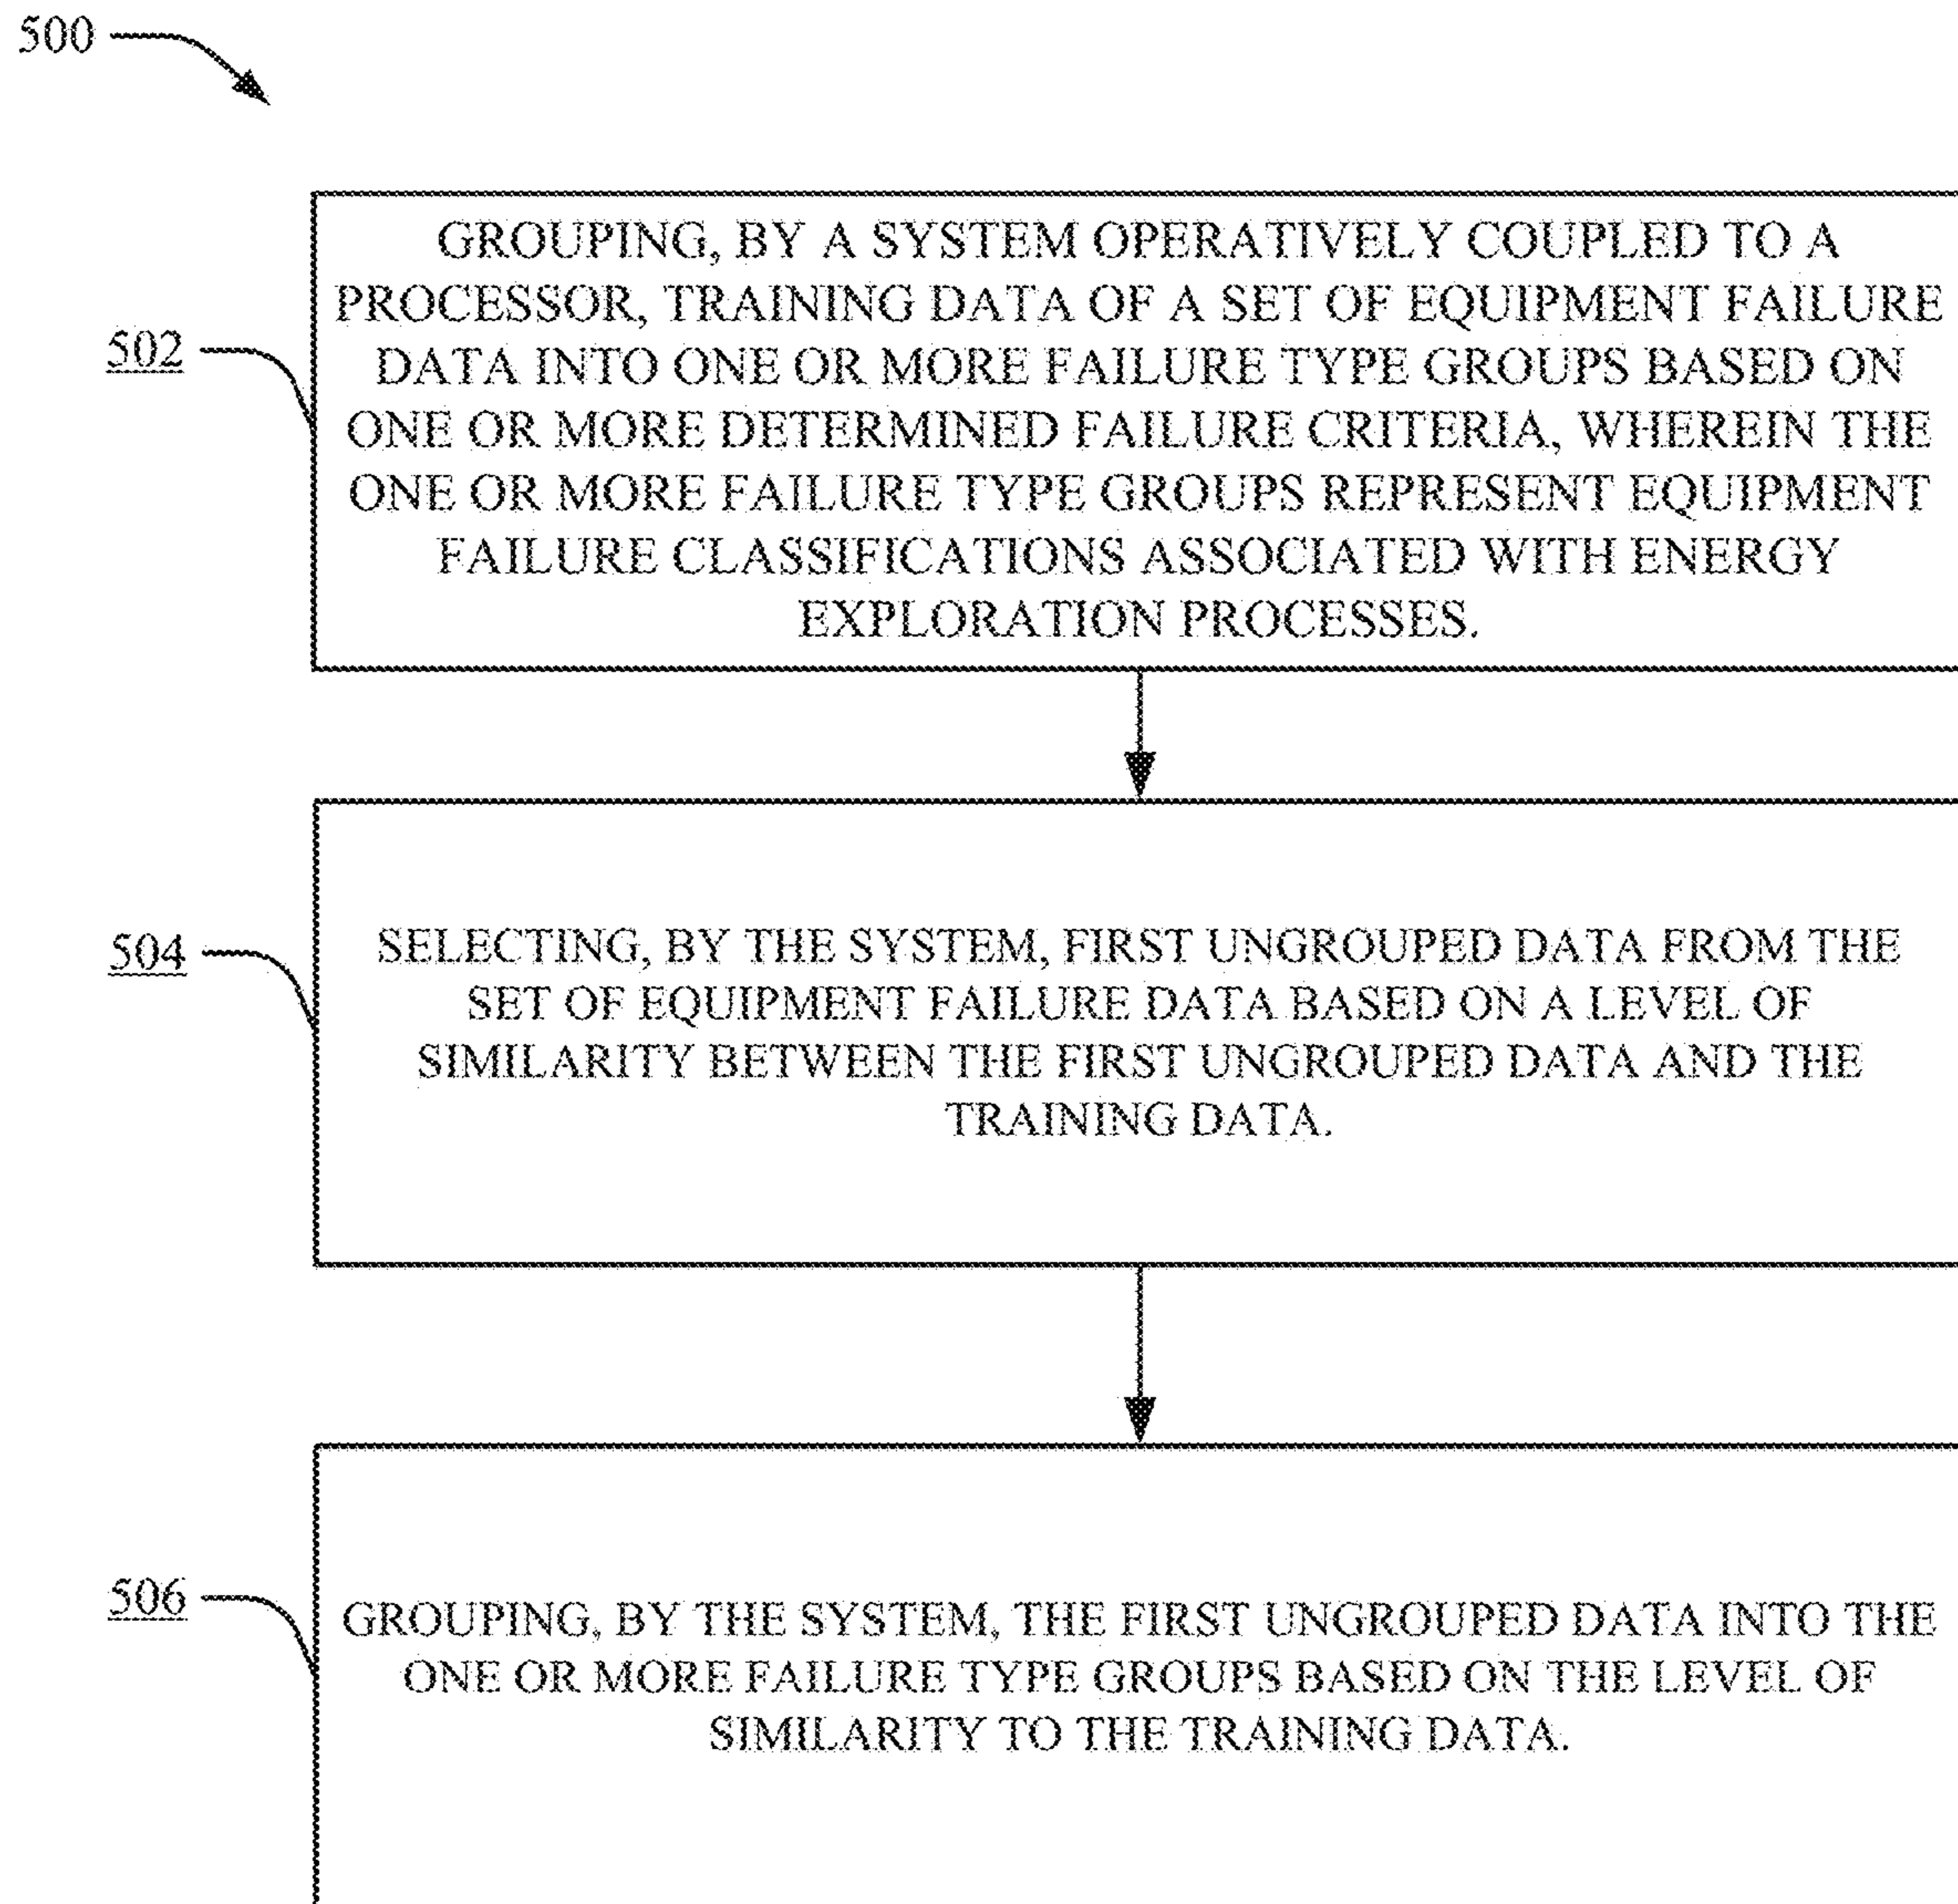 500
GROUPING, BY A SYSTEM OPERATIVELY COUPLED TO A
PROCESSOR, TRAINING DATA OF A SET OF EQUIPMENT FAILURE
DATA INTO ONE OR MORE FAILURE TYPE GROUPS BASED ON
502
ONE OR MORE DETERMINED FAILURE CRITERIA, WHEREIN THE
ONE OR MORE FAILURE TYPE GROUPS REPRESENT EQUIPMENT
FAILURE CLASSIFICATIONS ASSOCIATED WITH ENERGY
EXPLORATION PROCESSES.
504
SELECTING, BY THE SYSTEM, FIRST UNGROUPED DATA FROM THE
SET OF EQUIPMENT FAILURE DATA BASED ON A LEVEL OF
SIMILARITY BETWEEN THE FIRST UNGROUPED DATA AND THE
TRAINING DATA.
506
GROUPING, BY THE SYSTEM, THE FIRST UNGROUPED DATA INTO THE
ONE OR MORE FAILURE TYPE GROUPS BASED ON THE LEVEL OF
SIMILARITY TO THE TRAINING DATA.